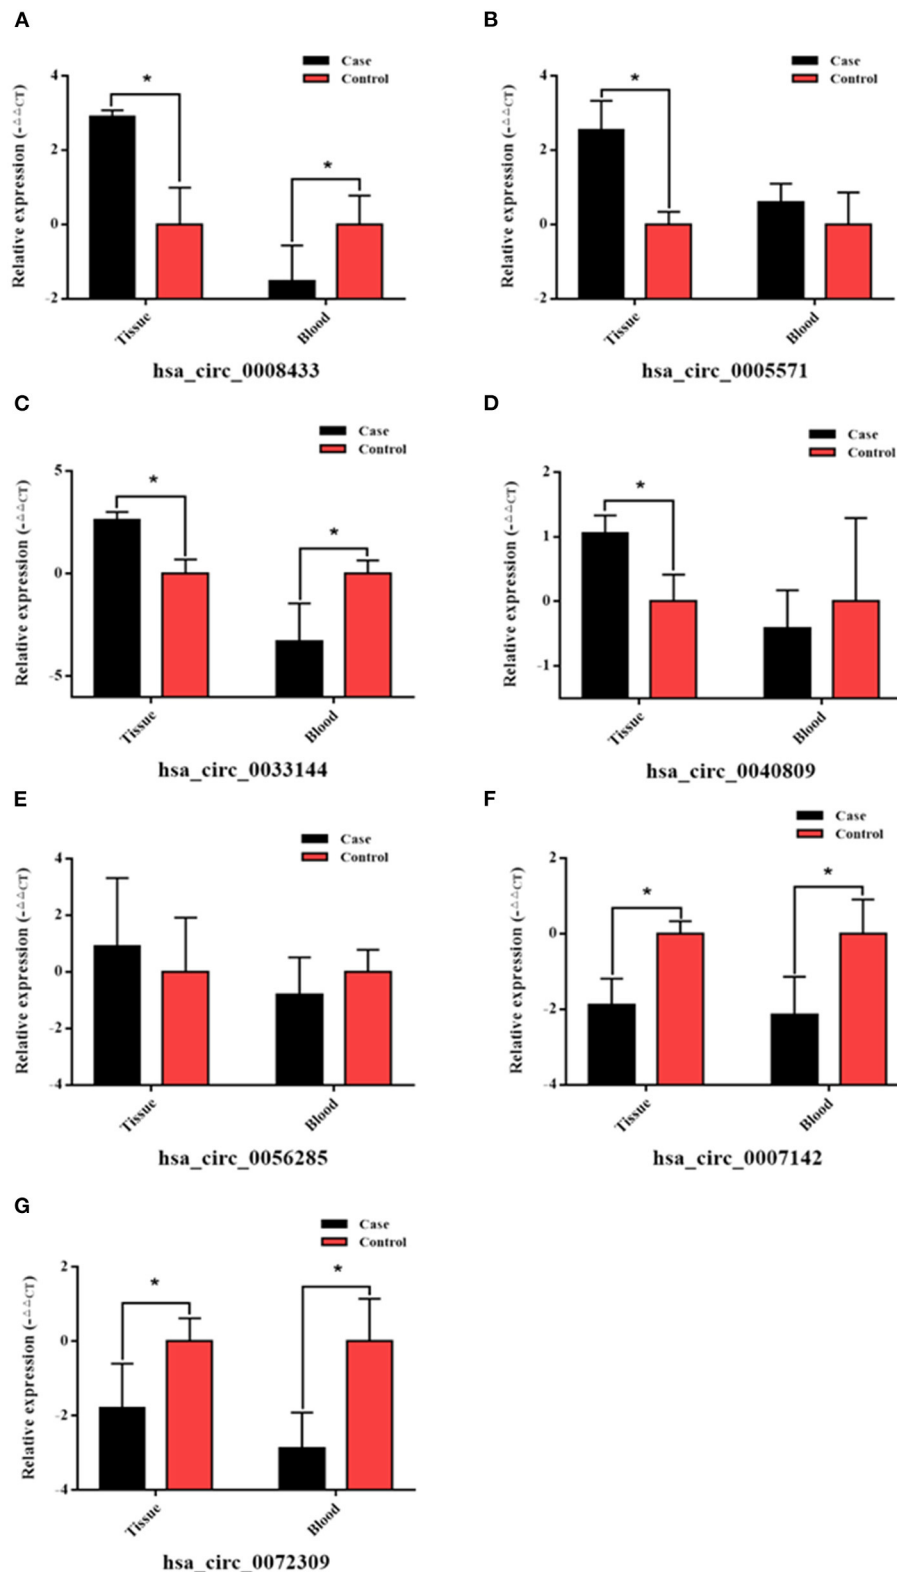 A
Case
Control
Relative expression (-△△CT)
4
2
0
-2
*
*
Tissue
Blood
hsa_circ_0008433
B
Case
Control
Relative expression (-△△CT)
4
2
0
-2
*
Tissue
Blood
hsa_circ_0005571
C
Case
Control
Relative expression (-△△CT)
5
0
-5
*
*
Tissue
Blood
hsa_circ_0033144
D
Case
Control
Relative expression (-△△CT)
2
1
0
-1
*
Tissue
Blood
hsa_circ_0040809
E
Case
Control
Relative expression (-△△CT)
4
2
0
-2
-4
Tissue
Blood
hsa_circ_0056285
F
Case
Control
Relative expression (-△△CT)
2
0
-2
-4
*
*
Tissue
Blood
hsa_circ_0007142
G
Case
Control
Relative expression (-△△CT)
2
0
-2
-4
*
*
Tissue
Blood
hsa_circ_0072309